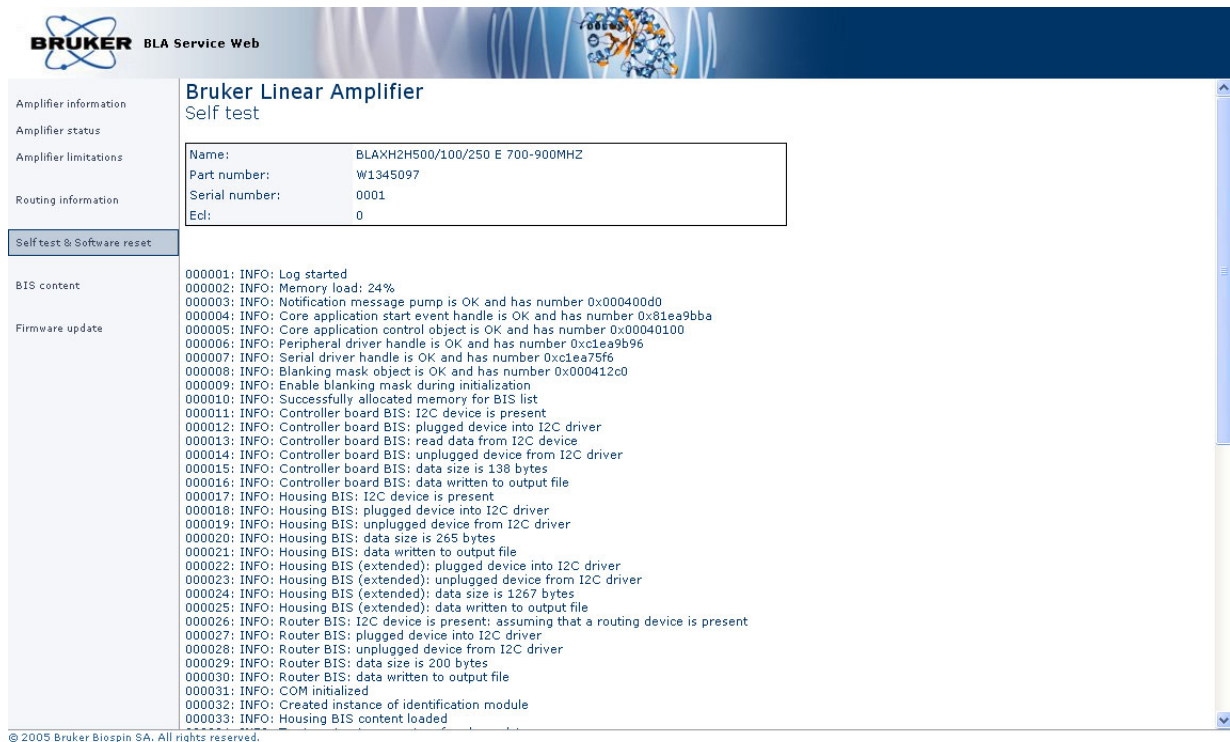 BRUKER BLA Service Web
Amplifier information
Amplifier status
Amplifier limitations
Routing information
Self test & Software reset
BIS content
Firmware update
Bruker Linear Amplifier
Self test
Name: BLAXH2H500/100/250 E 700-900MHZ
Part number: W1345097
Serial number: 0001
Ecl: 0
000001: INFO: Log started
000002: INFO: Memory load: 24%
000003: INFO: Notification message pump is OK and has number 0x000400d0
000004: INFO: Core application start event handle is OK and has number 0x81ea9bba
000005: INFO: Core application control object is OK and has number 0x00040100
000006: INFO: Peripheral driver handle is OK and has number 0xc1ea9b96
000007: INFO: Serial driver handle is OK and has number 0xc1ea75f6
000008: INFO: Blanking mask object is OK and has number 0x000412c0
000009: INFO: Enable blanking mask during initialization
000010: INFO: Successfully allocated memory for BIS list
000011: INFO: Controller board BIS: I2C device is present
000012: INFO: Controller board BIS: plugged device into I2C driver
000013: INFO: Controller board BIS: read data from I2C device
000014: INFO: Controller board BIS: unplugged device from I2C driver
000015: INFO: Controller board BIS: data size is 138 bytes
000016: INFO: Controller board BIS: data written to output file
000017: INFO: Housing BIS: I2C device is present
000018: INFO: Housing BIS: plugged device into I2C driver
000019: INFO: Housing BIS: unplugged device from I2C driver
000020: INFO: Housing BIS: data size is 265 bytes
000021: INFO: Housing BIS: data written to output file
000022: INFO: Housing BIS (extended): plugged device into I2C driver
000023: INFO: Housing BIS (extended): unplugged device from I2C driver
000024: INFO: Housing BIS (extended): data size is 1267 bytes
000025: INFO: Housing BIS (extended): data written to output file
000026: INFO: Router BIS: I2C device is present: assuming that a routing device is present
000027: INFO: Router BIS: plugged device into I2C driver
000028: INFO: Router BIS: unplugged device from I2C driver
000029: INFO: Router BIS: data size is 200 bytes
000030: INFO: Router BIS: data written to output file
000031: INFO: COM initialized
000032: INFO: Created instance of identification module
000033: INFO: Housing BIS content loaded
© 2005 Bruker Biospin SA. All rights reserved.